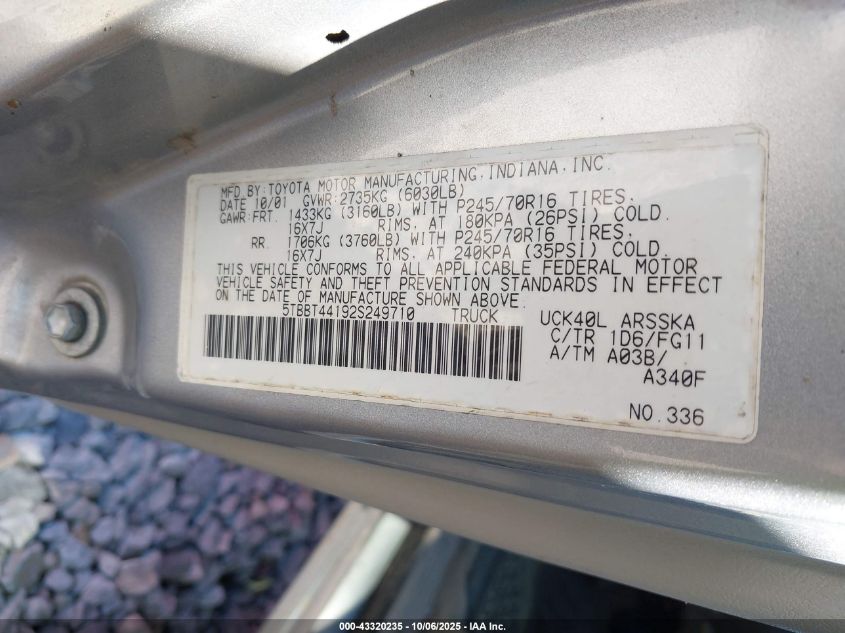 MFD.BY:TOYOTA MOTOR MANUFACTURING,INDIANA,INC.
DATE 10/01 GVWR:2735KG (6030LB)
GAWR:FRT. 1433KG (3160LB) WITH P245/70R16 TIRES.
16X7J RIMS. AT 180KPA (26PSI) COLD.
RR. 1706KG (3760LB) WITH P245/70R16 TIRES.
16X7J RIMS. AT 240KPA (35PSI) COLD.
THIS VEHICLE CONFORMS TO ALL APPLICABLE FEDERAL MOTOR
VEHICLE SAFETY AND THEFT PREVENTION STANDARDS IN EFFECT
ON THE DATE OF MANUFACTURE SHOWN ABOVE.
5TBBT44192S249710 TRUCK
UCK40L ARSSKA
C/TR 1D6/FG11
A/TM A03B/
A340F
NO.336
000-43320235 - 10/06/2025 - IAA Inc.